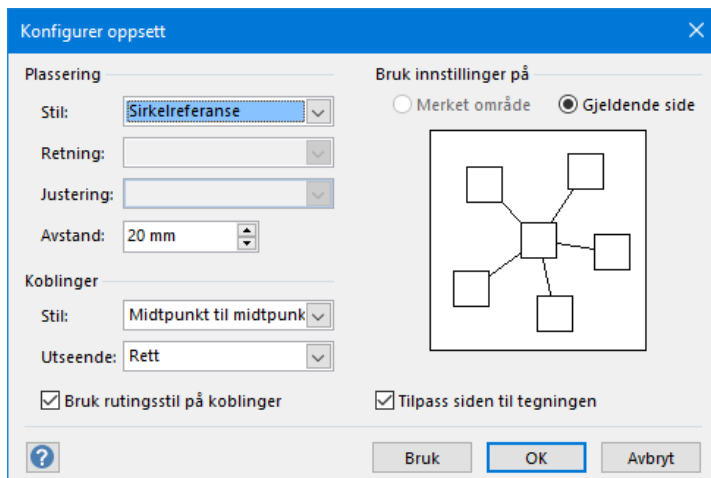 Konfigurer oppsett
Plassering
Stil: Sirkelreferanse
Retning:
Justering:
Avstand: 20 mm
Koblinger
Stil: Midtpunkt til midtpunk
Utseende: Rett
Bruk rutingsstil på koblinger
Bruk innstillinger på
Merket område Gjeldende side
Tilpass siden til tegningen
? Bruk OK Avbryt